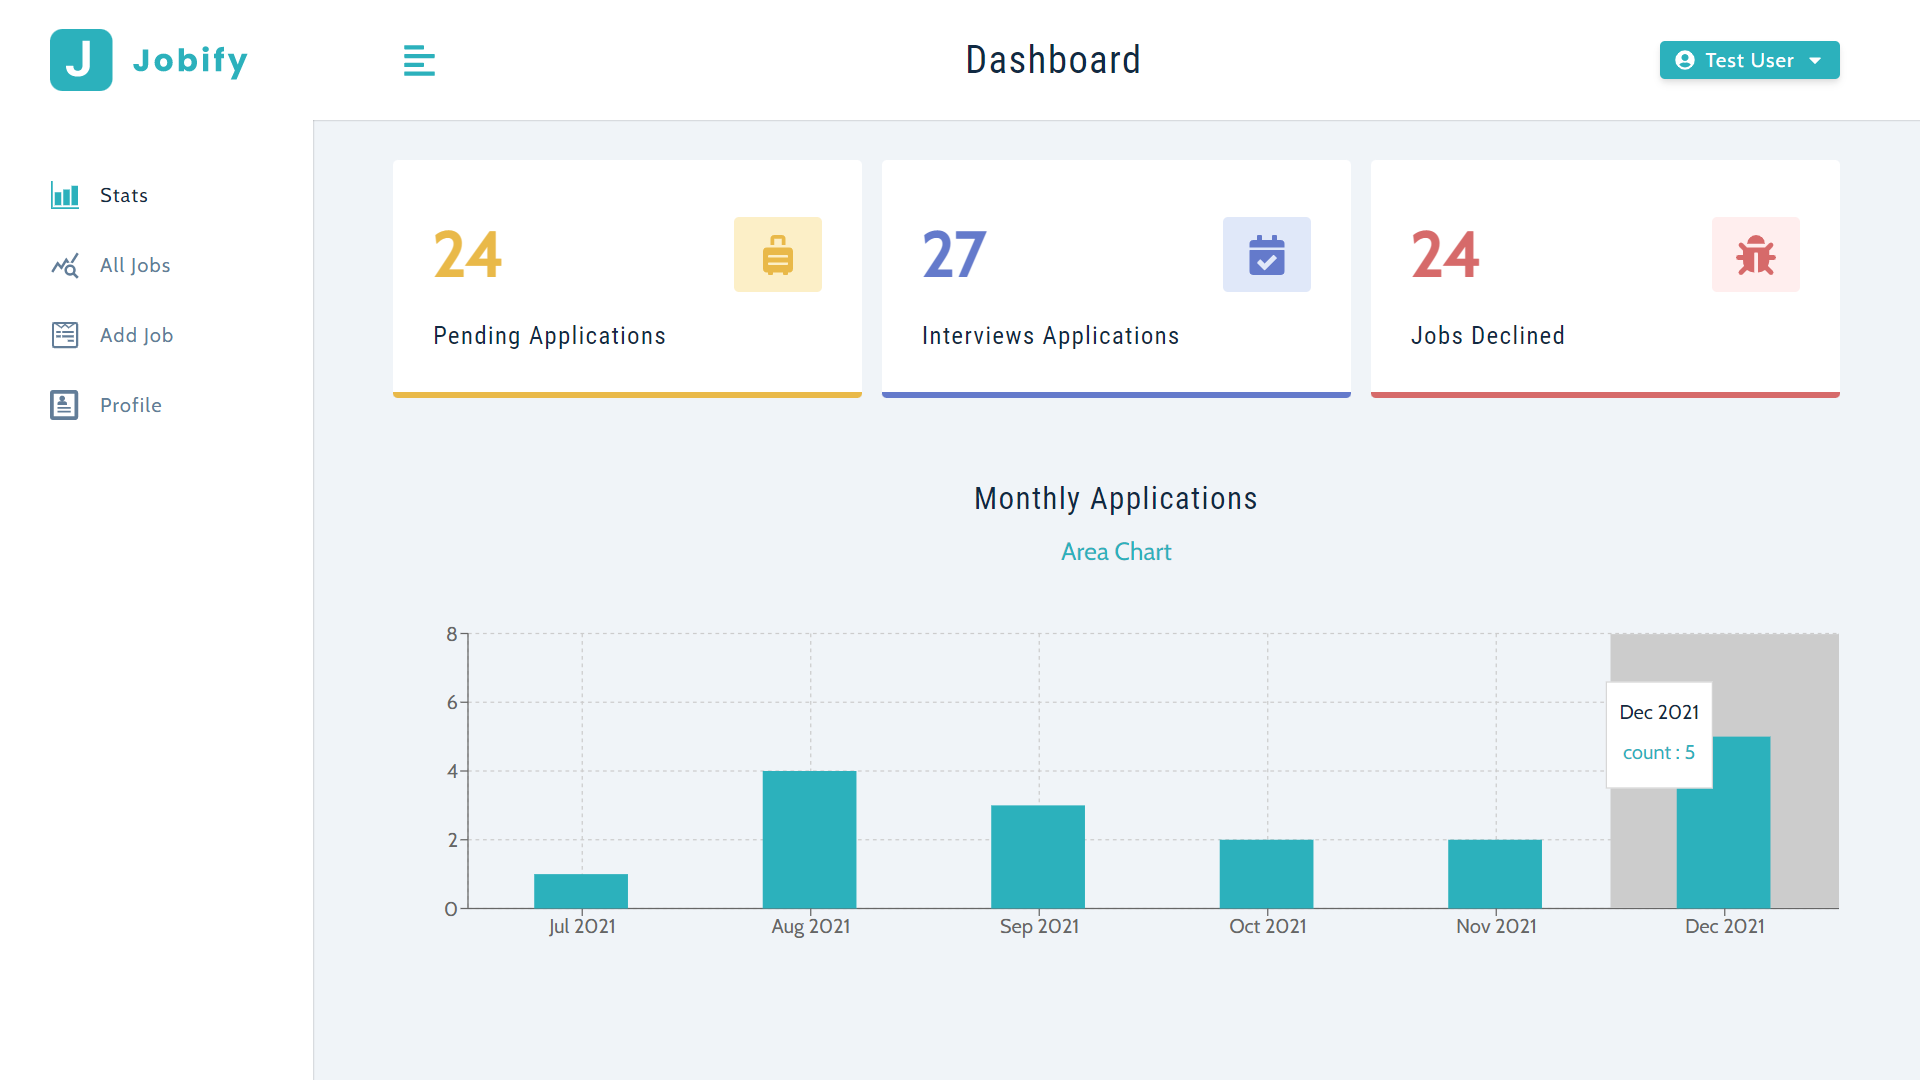 J
Jobify
Dashboard
Test User
Stats
All Jobs
Add Job
Profile
24
Pending Applications
27
Interviews Applications
24
Jobs Declined
Monthly Applications
Area Chart
8
6
4
2
0
Dec 2021
count : 5
Jul 2021
Aug 2021
Sep 2021
Oct 2021
Nov 2021
Dec 2021